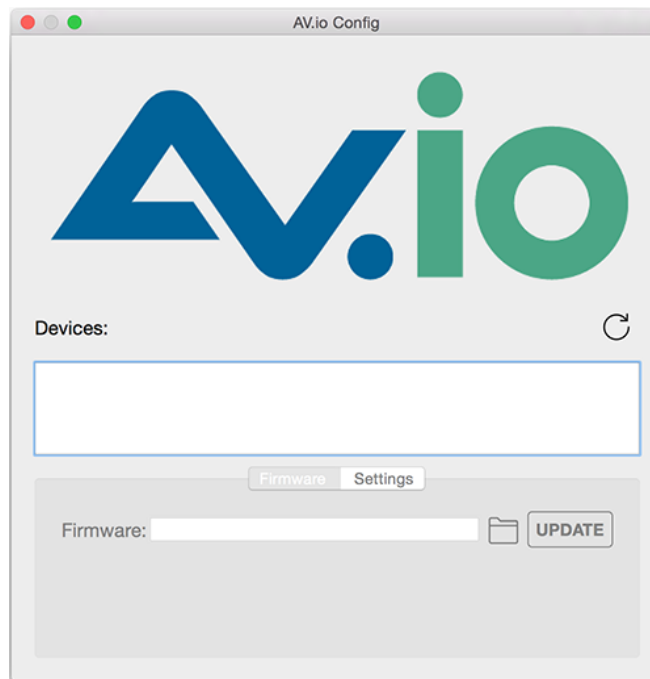 AV.io Config
AV.io
Devices:
Firmware Settings
Firmware:
UPDATE